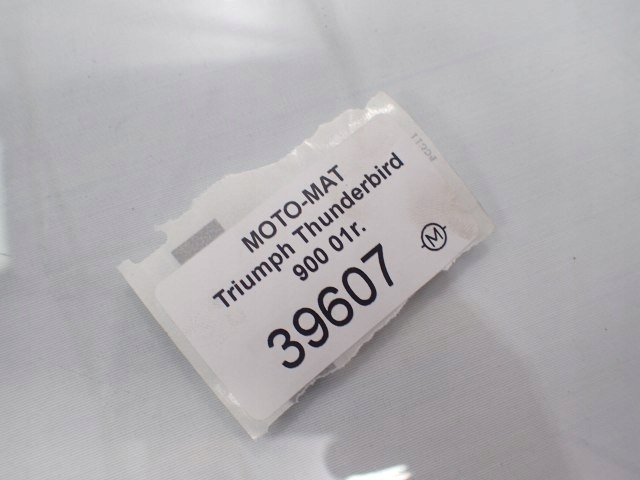 MOTO-MAT
Triumph Thunderbird
900 01r.
39607
M